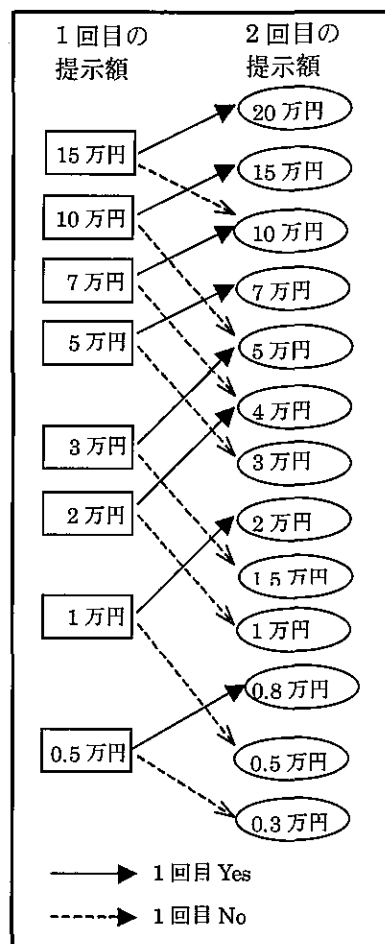 1回目の
提示額
2回目の
提示額
15万円
10万円
7万円
5万円
3万円
2万円
1万円
0.5万円
20万円
15万円
10万円
7万円
5万円
4万円
3万円
2万円
1.5万円
1万円
0.8万円
0.5万円
0.3万円
1回目 Yes
1回目 No